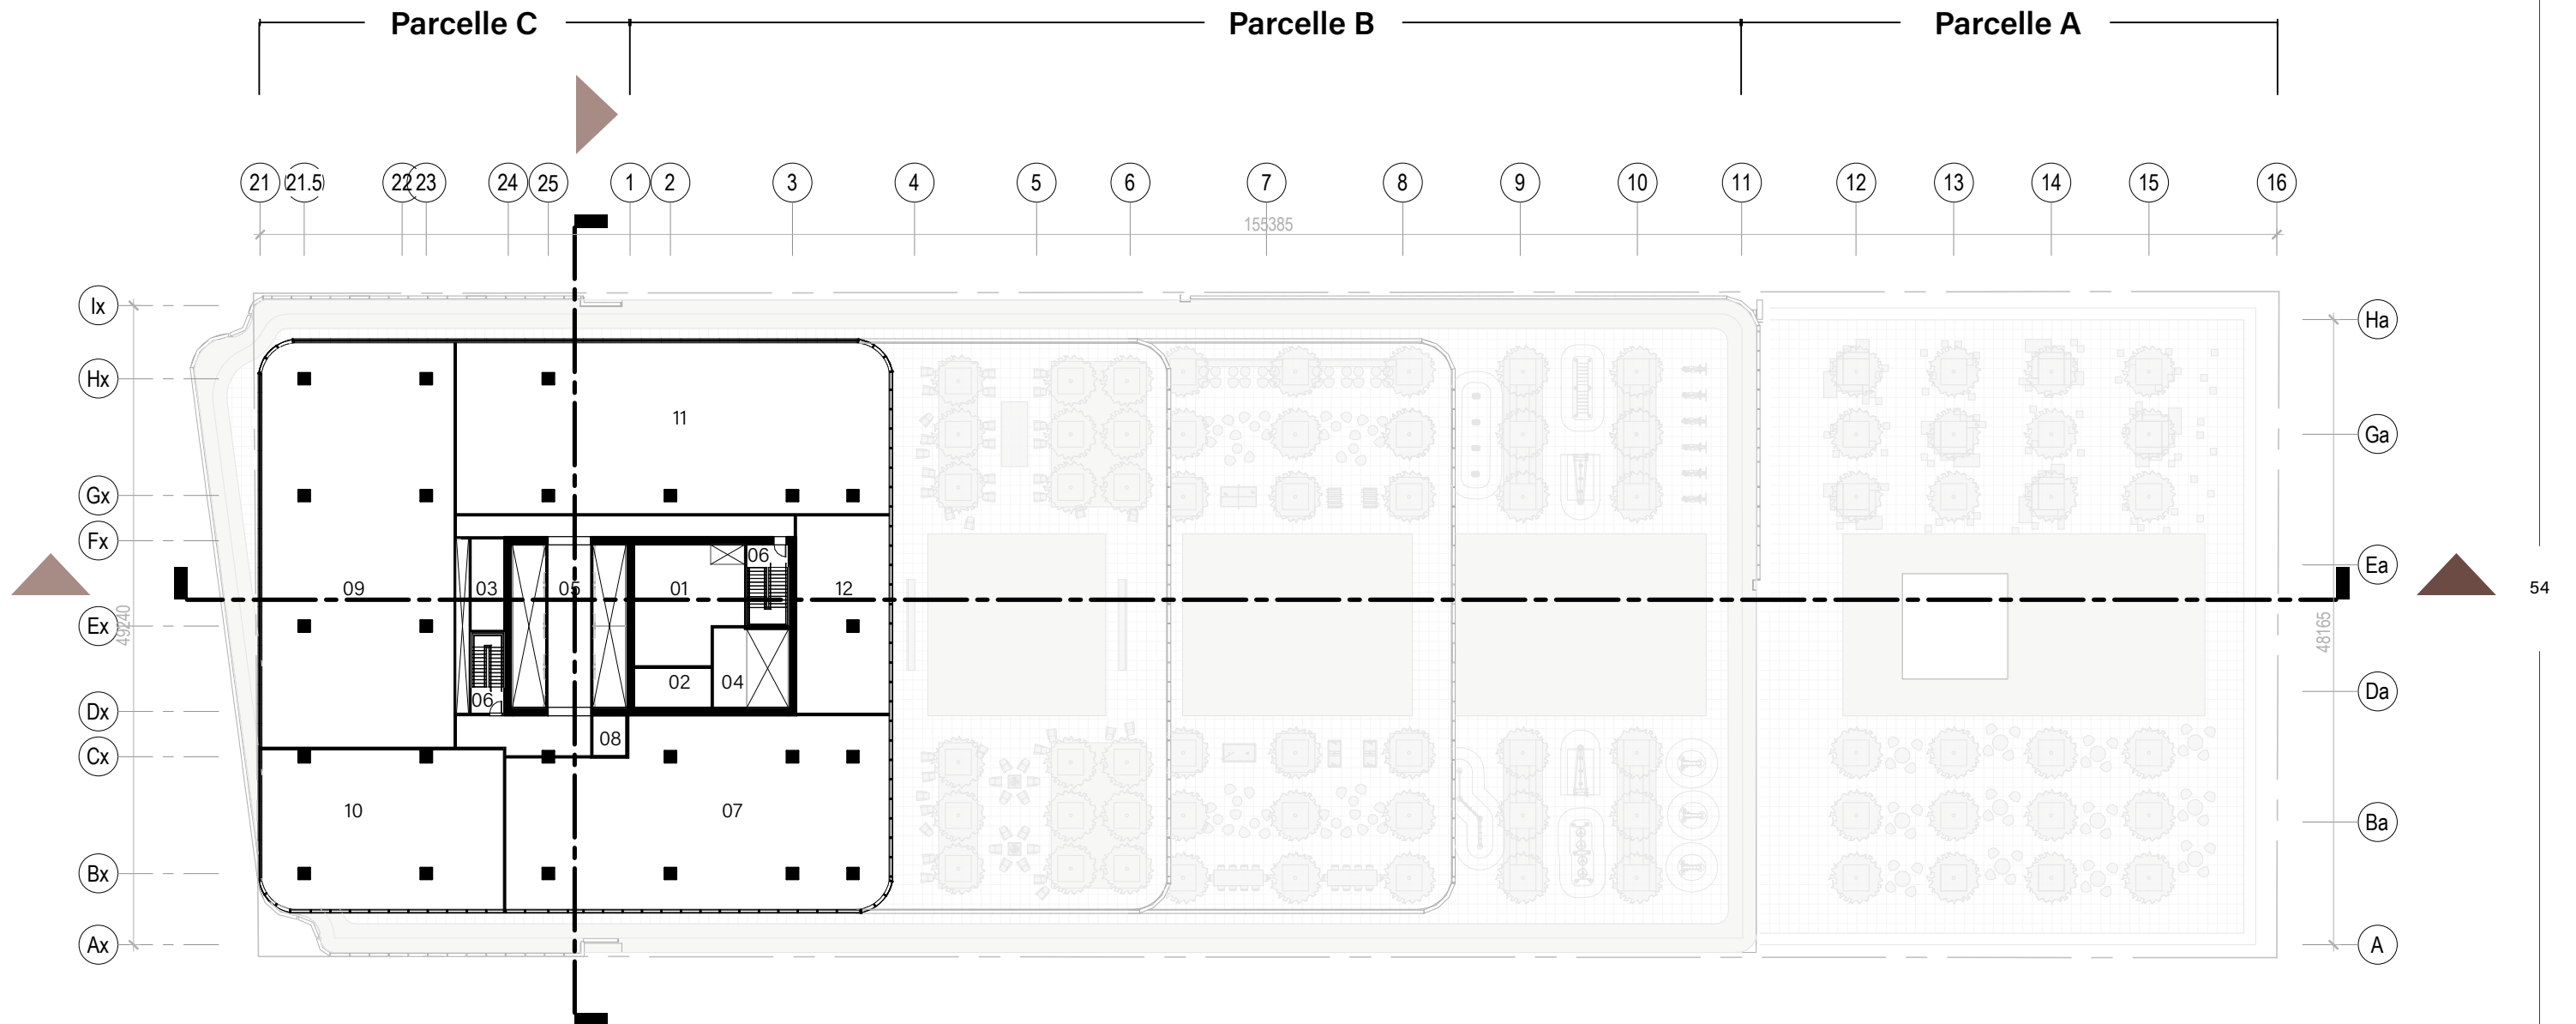 Parcelle C Parcelle B Parcelle A
21 21.5 22 23 24 25 1 2 3 4 5 6 7 8 9 10 11 12 13 14 15 16
155385
Ix Ha
Hx
11 Ga
Gx
Fx 06 Ea
09 03 05 01 12 54
Ex 49240 48165
06 02 04 Da
Dx
08
Cx
10 07 Ba
Bx
Ax A